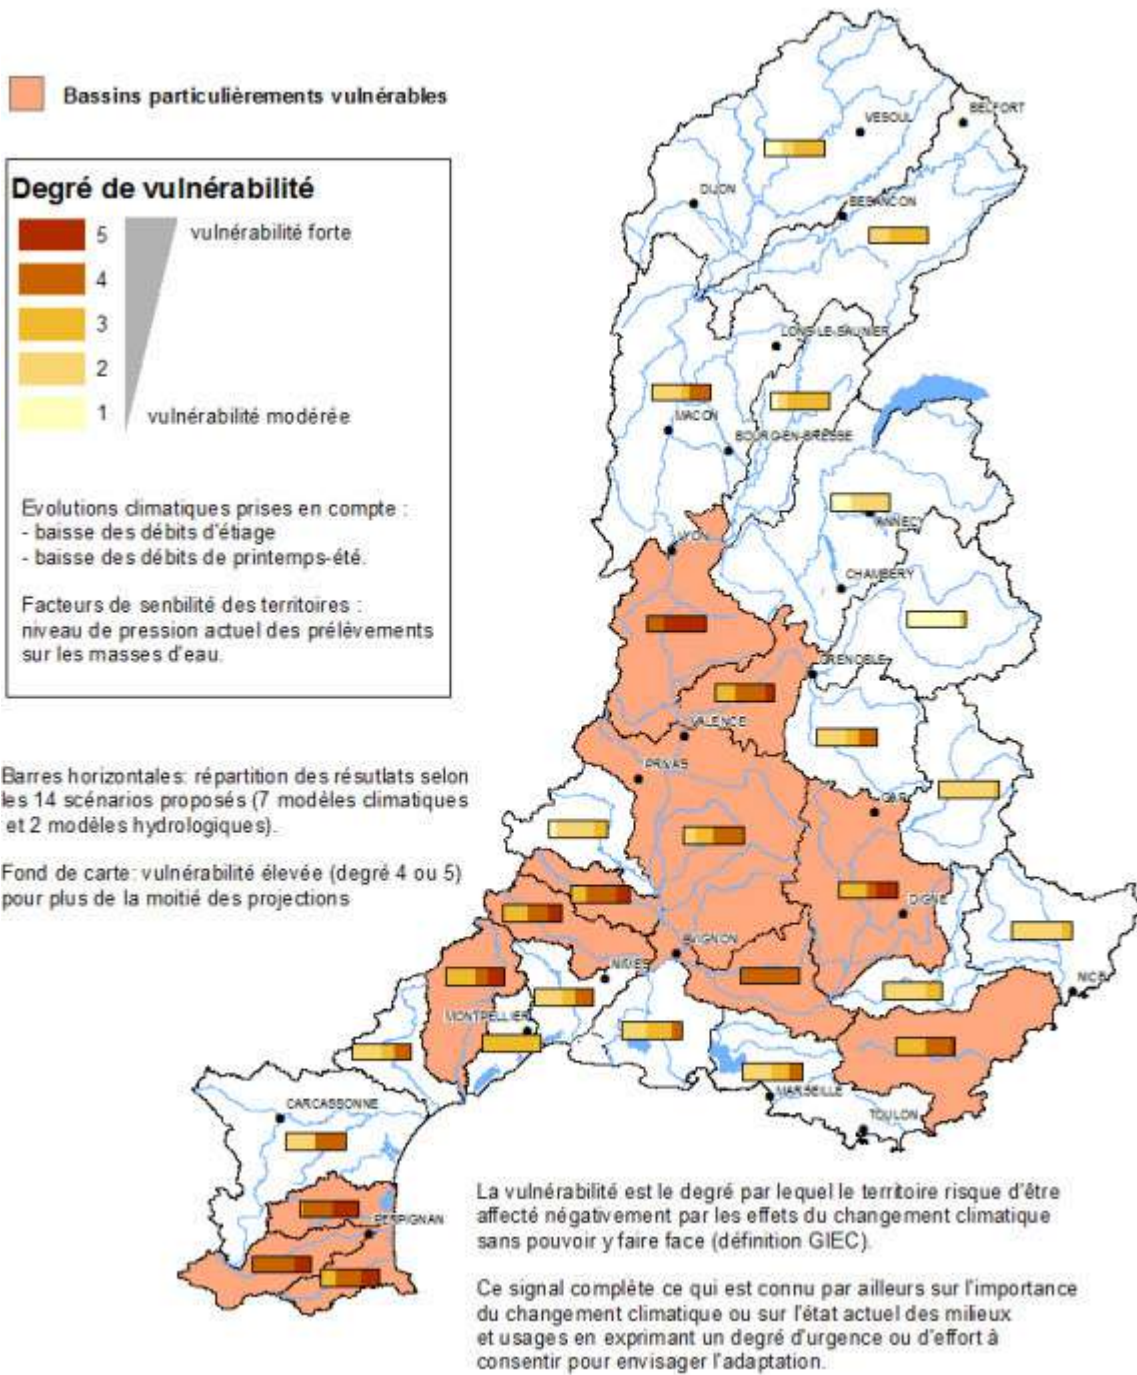 Bassins particulièrements vulnérables
Degré de vulnérabilité
5
vulnérabilité forte
4
3
2
1
vulnérabilité modérée
Evolutions climatiques prises en compte :
- baisse des débits d'étiage
- baisse des débits de printemps-été.
Facteurs de senbilité des territoires :
niveau de pression actuel des prélèvements
sur les masses d'eau.
Barres horizontales: répartition des résutlats selon
les 14 scénarios proposés (7 modèles climatiques
et 2 modèles hydrologiques).
Fond de carte: vulnérabilité élevée (degré 4 ou 5)
pour plus de la moitié des projections
VESOUL
BELFORT
DIJON
BESANCON
LONS-LE-SAUNIER
MACON
BOURG-EN-BRESSE
ANNECY
LYON
CHAMBERY
GRENOBLE
VALENCE
PRIVAS
GAP
DIGNE
AVIGNON
NIMES
NICE
MONTPELLIER
MARSEILLE
TOULON
CARCASSONNE
PERPIGNAN
La vulnérabilité est le degré par lequel le territoire risque d'être
affecté négativement par les effets du changement climatique
sans pouvoir y faire face (définition GIEC).
Ce signal complète ce qui est connu par ailleurs sur l'importance
du changement climatique ou sur l'état actuel des milieux
et usages en exprimant un degré d'urgence ou d'effort à
consentir pour envisager l'adaptation.